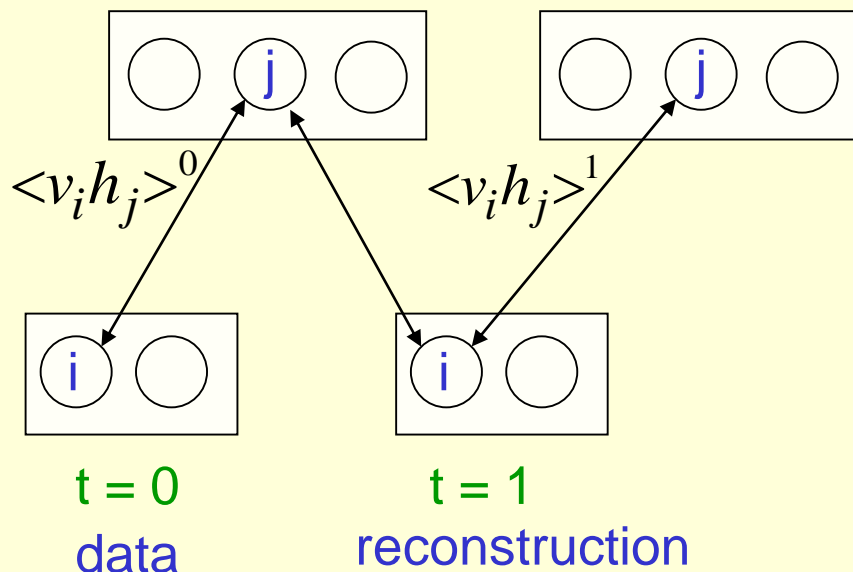 j j
<v_i h_j>^0 <v_i h_j>^1
i i
t = 0 t = 1
data reconstruction